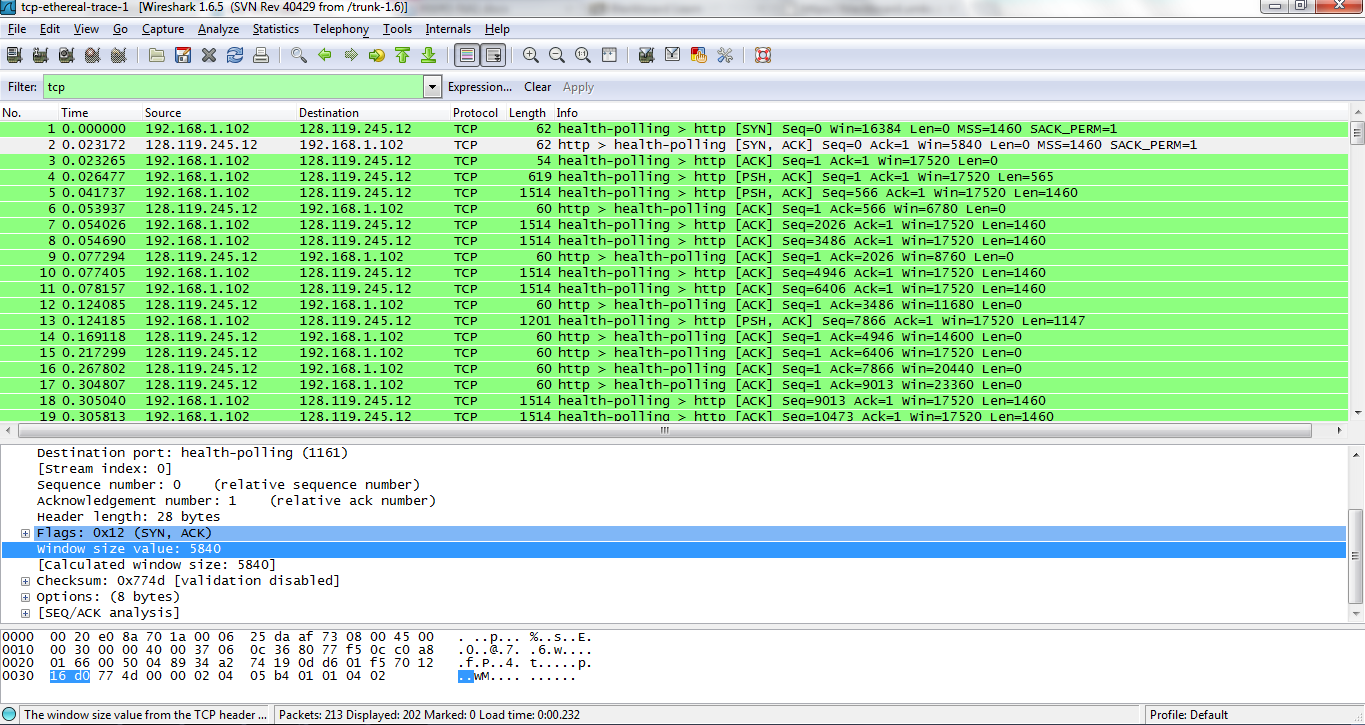 tcp-ethereal-trace-1 [Wireshark 1.6.5 (SVN Rev 40429 from /trunk-1.6)]
File Edit View Go Capture Analyze Statistics Telephony Tools Internals Help
Filter: tcp Expression... Clear Apply
No. Time Source Destination Protocol Length Info
1 0.000000 192.168.1.102 128.119.245.12 TCP 62 health-polling > http [SYN] Seq=0 Win=16384 Len=0 MSS=1460 SACK_PERM=1
2 0.023172 128.119.245.12 192.168.1.102 TCP 62 http > health-polling [SYN, ACK] Seq=0 Ack=1 Win=5840 Len=0 MSS=1460 SACK_PERM=1
3 0.023265 192.168.1.102 128.119.245.12 TCP 54 health-polling > http [ACK] Seq=1 Ack=1 Win=17520 Len=0
4 0.026477 192.168.1.102 128.119.245.12 TCP 619 health-polling > http [PSH, ACK] Seq=1 Ack=1 Win=17520 Len=565
5 0.041737 192.168.1.102 128.119.245.12 TCP 1514 health-polling > http [PSH, ACK] Seq=566 Ack=1 Win=17520 Len=1460
6 0.053937 128.119.245.12 192.168.1.102 TCP 60 http > health-polling [ACK] Seq=1 Ack=566 Win=6780 Len=0
7 0.054026 192.168.1.102 128.119.245.12 TCP 1514 health-polling > http [ACK] Seq=2026 Ack=1 Win=17520 Len=1460
8 0.054690 192.168.1.102 128.119.245.12 TCP 1514 health-polling > http [ACK] Seq=3486 Ack=1 Win=17520 Len=1460
9 0.077294 128.119.245.12 192.168.1.102 TCP 60 http > health-polling [ACK] Seq=1 Ack=2026 Win=8760 Len=0
10 0.077405 192.168.1.102 128.119.245.12 TCP 1514 health-polling > http [ACK] Seq=4946 Ack=1 Win=17520 Len=1460
11 0.078157 192.168.1.102 128.119.245.12 TCP 1514 health-polling > http [ACK] Seq=6406 Ack=1 Win=17520 Len=1460
12 0.124085 128.119.245.12 192.168.1.102 TCP 60 http > health-polling [ACK] Seq=1 Ack=3486 Win=11680 Len=0
13 0.124185 192.168.1.102 128.119.245.12 TCP 1201 health-polling > http [PSH, ACK] Seq=7866 Ack=1 Win=17520 Len=1147
14 0.169118 128.119.245.12 192.168.1.102 TCP 60 http > health-polling [ACK] Seq=1 Ack=4946 Win=14600 Len=0
15 0.217299 128.119.245.12 192.168.1.102 TCP 60 http > health-polling [ACK] Seq=1 Ack=6406 Win=17520 Len=0
16 0.267802 128.119.245.12 192.168.1.102 TCP 60 http > health-polling [ACK] Seq=1 Ack=7866 Win=20440 Len=0
17 0.304807 128.119.245.12 192.168.1.102 TCP 60 http > health-polling [ACK] Seq=1 Ack=9013 Win=23360 Len=0
18 0.305040 192.168.1.102 128.119.245.12 TCP 1514 health-polling > http [ACK] Seq=9013 Ack=1 Win=17520 Len=1460
19 0.305813 192.168.1.102 128.119.245.12 TCP 1514 health-polling > http [ACK] Seq=10473 Ack=1 Win=17520 Len=1460
Destination port: health-polling (1161)
[Stream index: 0]
Sequence number: 0 (relative sequence number)
Acknowledgement number: 1 (relative ack number)
Header length: 28 bytes
Flags: 0x12 (SYN, ACK)
Window size value: 5840
[Calculated window size: 5840]
Checksum: 0x774d [validation disabled]
Options: (8 bytes)
[SEQ/ACK analysis]
0000 00 20 e0 8a 70 1a 00 06 25 da af 73 08 00 45 00 . ..p... %..s..E.
0010 00 30 00 00 40 00 37 06 0c 36 80 77 f5 0c c0 a8 .0..@.7. .6.w....
0020 01 66 00 50 04 89 34 a2 74 19 0d d6 01 f5 70 12 .f.P..4. t.....p.
0030 16 d0 77 4d 00 00 02 04 05 b4 01 01 04 02 ..wM.... ......
The window size value from the TCP header ... Packets: 213 Displayed: 202 Marked: 0 Load time: 0:00.232 Profile: Default